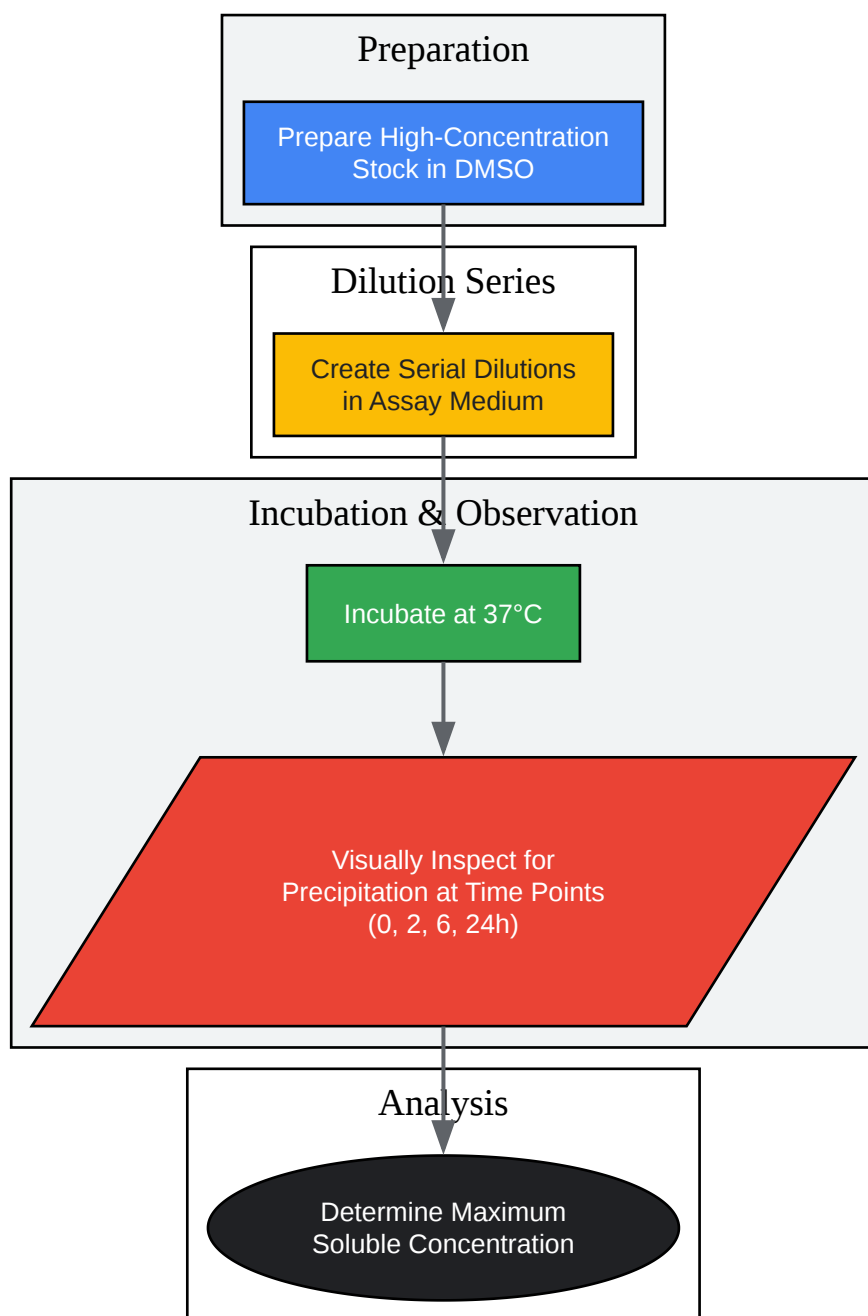 Preparation
Prepare High-Concentration
Stock in DMSO
Dilution Series
Create Serial Dilutions
in Assay Medium
Incubation & Observation
Incubate at 37°C
Visually Inspect for
Precipitation at Time Points
(0, 2, 6, 24h)
Analysis
Determine Maximum
Soluble Concentration